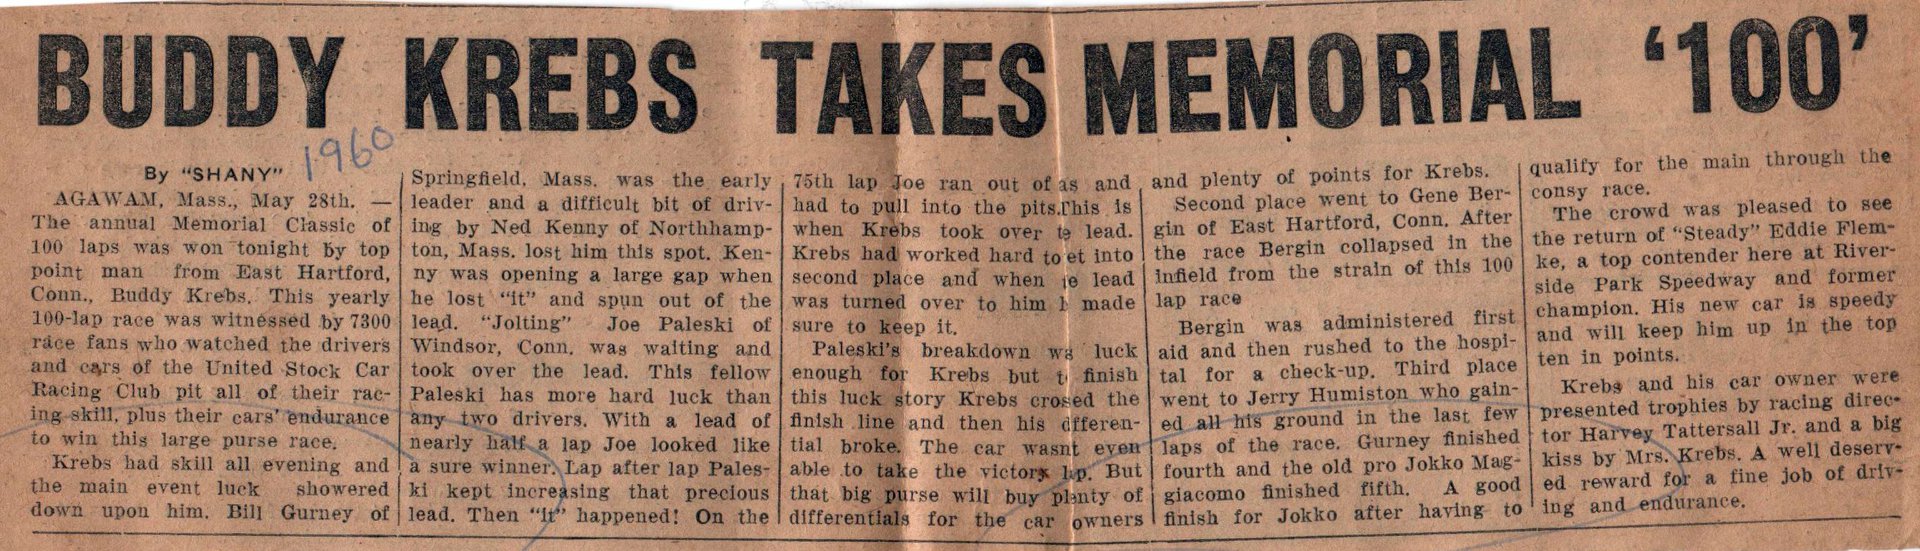 BUDDY KREBS TAKES MEMORIAL '100'
1960
By "SHANY"
AGAWAM, Mass., May 28th. —
The annual Memorial Classic of
100 laps was won tonight by top
point man from East Hartford,
Conn., Buddy Krebs. This yearly
100-lap race was witnessed by 7300
race fans who watched the drivers
and cars of the United Stock Car
Racing Club pit all of their rac-
ing skill, plus their cars' endurance
to win this large purse race.
Krebs had skill all evening and
the main event luck showered
down upon him. Bill Gurney of
Springfield, Mass. was the early
leader and a difficult bit of driv-
ing by Ned Kenny of Northhamp-
ton, Mass. lost him this spot. Ken-
ny was opening a large gap when
he lost "it" and spun out of the
lead. "Jolting" Joe Paleski of
Windsor, Conn. was waiting and
took over the lead. This fellow
Paleski has more hard luck than
any two drivers. With a lead of
nearly half a lap Joe looked like
a sure winner. Lap after lap Pales-
ki kept increasing that precious
lead. Then "it" happened! On the
75th lap Joe ran out of as and
had to pull into the pits. This is
when Krebs took over te lead.
Krebs had worked hard to et into
second place and when e lead
was turned over to him made
sure to keep it.
Paleski's breakdown wa luck
enough for Krebs but t finish
this luck story Krebs crosed the
finish line and then his dfferen-
tial broke. The car wasnt even
able to take the victory lap. But
that big purse will buy plenty of
differentials for the car owners
and plenty of points for Krebs.
Second place went to Gene Ber-
gin of East Hartford, Conn. After
the race Bergin collapsed in the
infield from the strain of this 100
lap race
Bergin was administered first
aid and then rushed to the hospi-
tal for a check-up. Third place
went to Jerry Humiston who gain-
ed all his ground in the last few
laps of the race. Gurney finished
fourth and the old pro Jokko Mag-
giacomo finished fifth. A good
finish for Jokko after having to
qualify for the main through the
consy race.
The crowd was pleased to see
the return of "Steady" Eddie Flem-
ke, a top contender here at River-
side Park Speedway and former
champion. His new car is speedy
and will keep him up in the top
ten in points.
Krebs and his car owner were
presented trophies by racing direc-
tor Harvey Tattersall Jr. and a big
kiss by Mrs. Krebs. A well deserv-
ed reward for a fine job of driv-
ing and endurance.